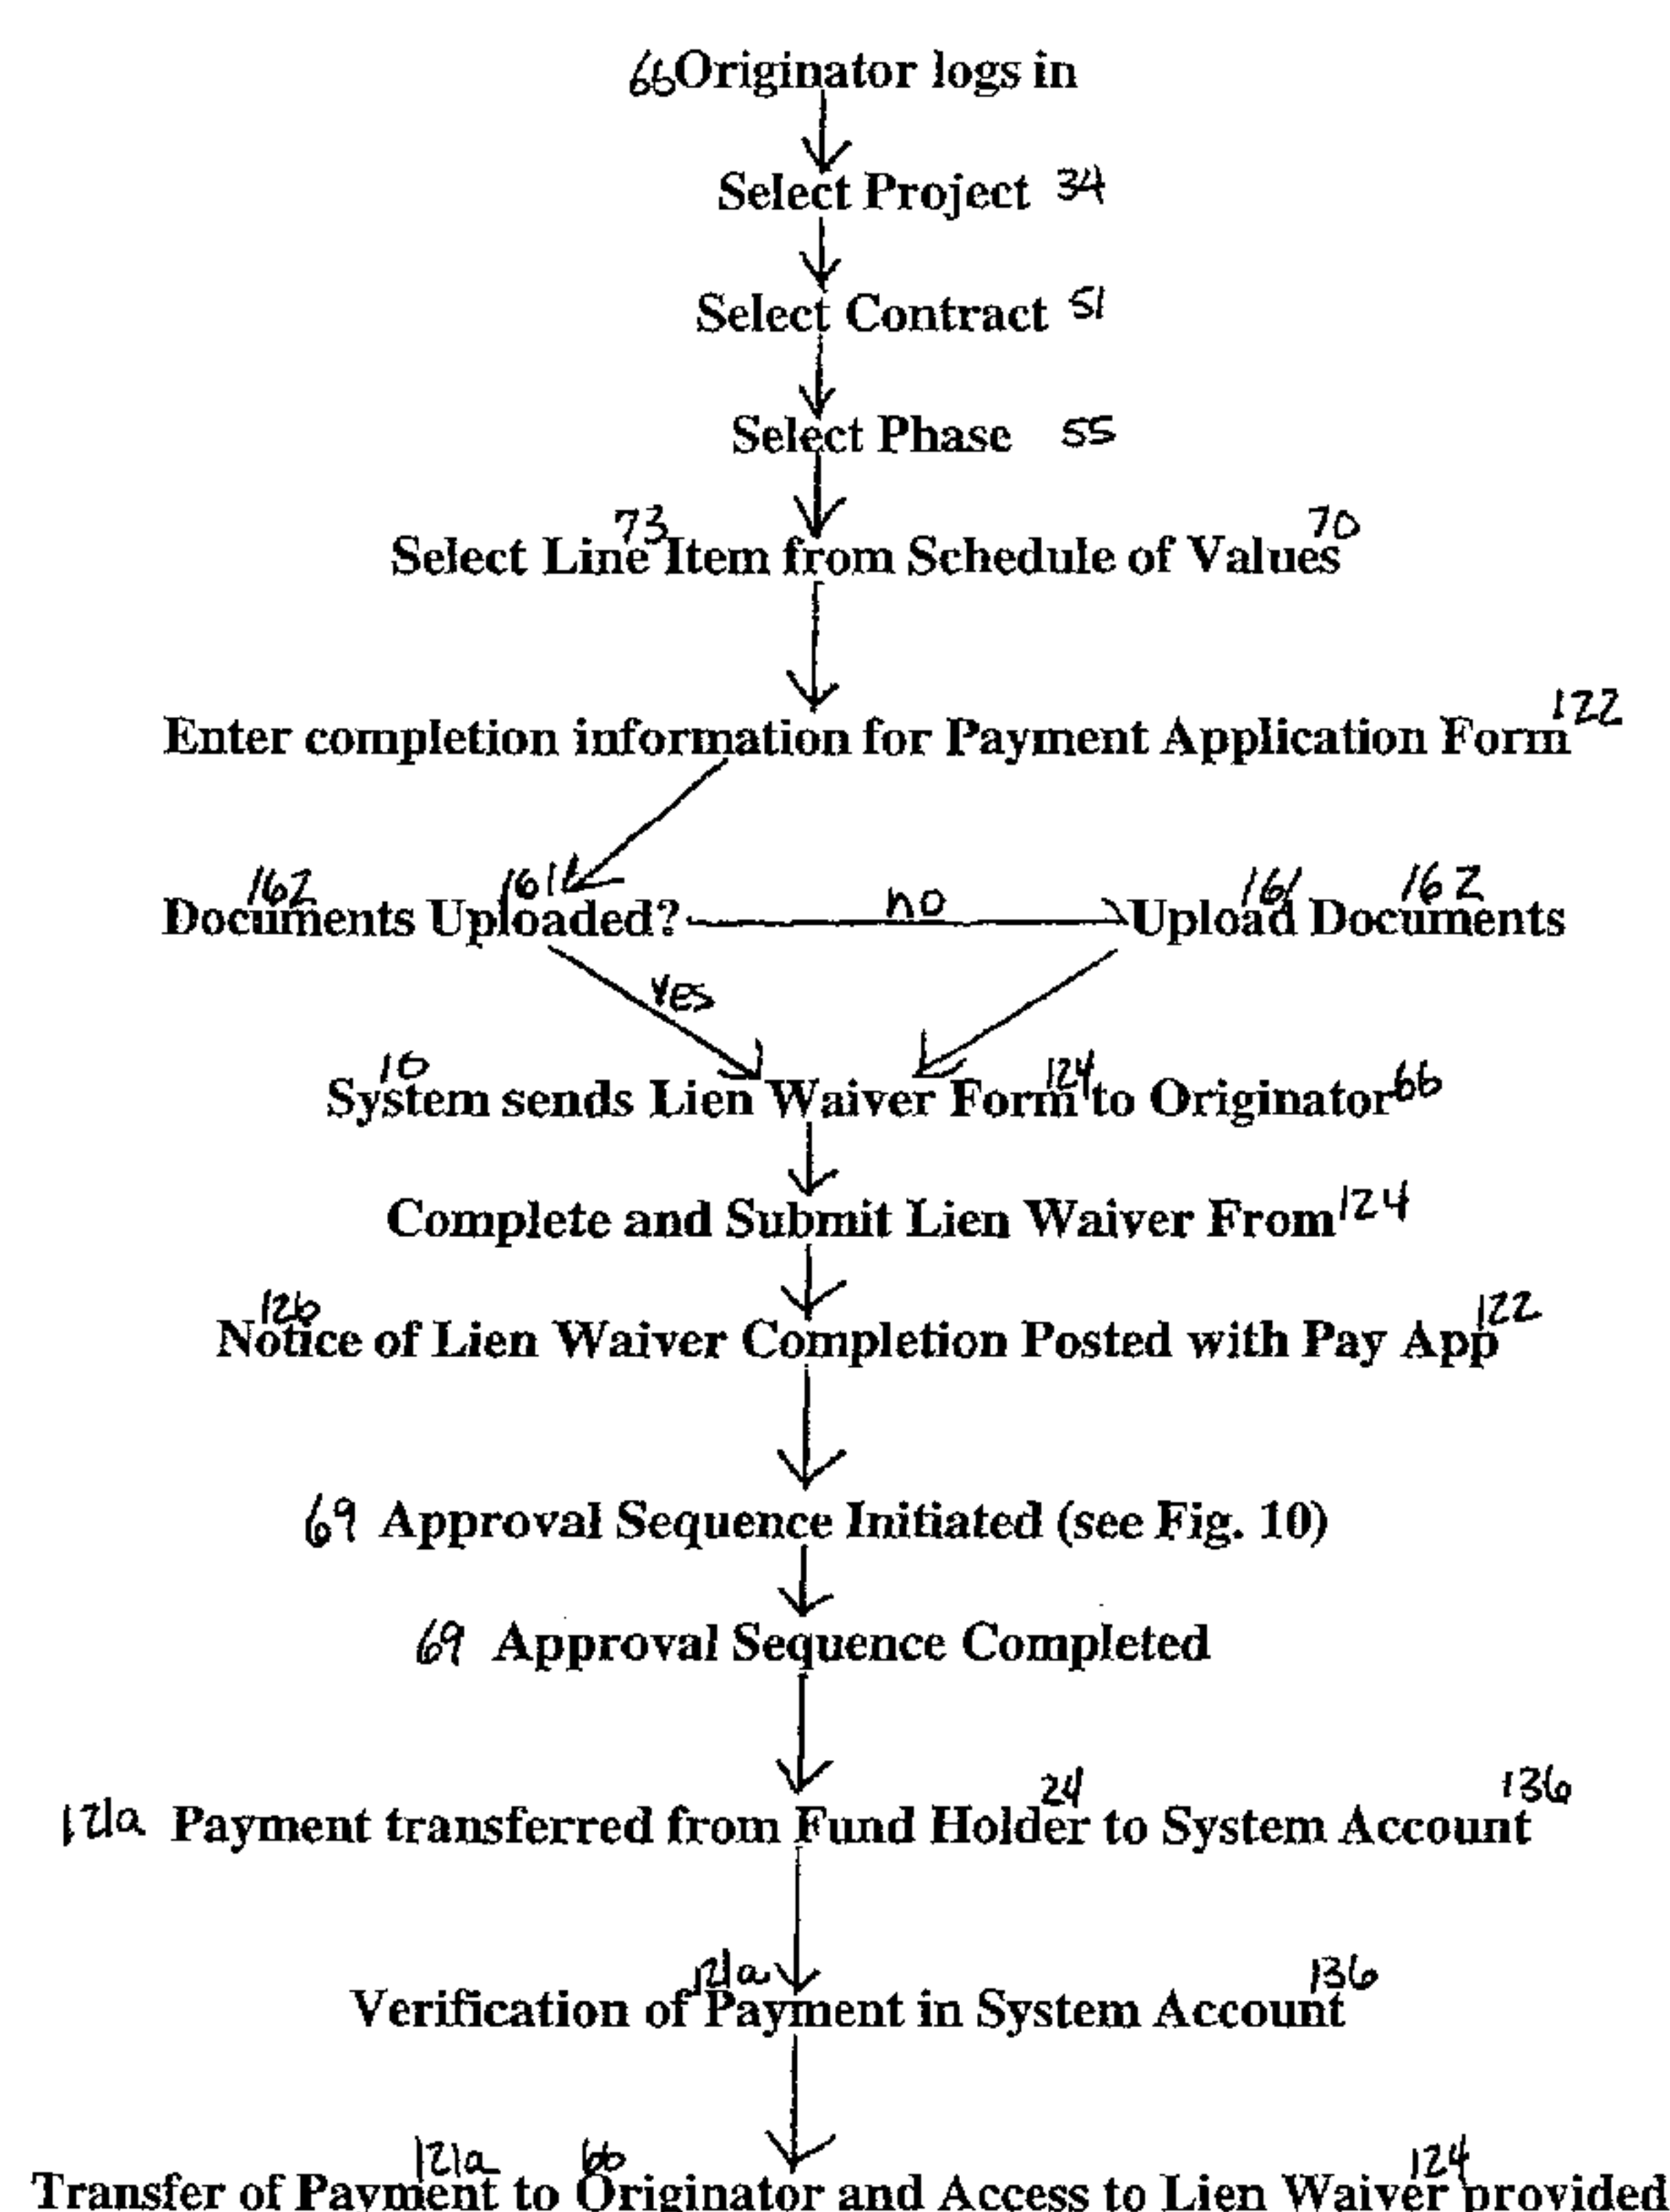 66 Originator logs in
Select Project 34
Select Contract 51
Select Phase 55
73 70
Select Line Item from Schedule of Values
122
Enter completion information for Payment Application Form
162 161 no 161 162
Documents Uploaded? Upload Documents
yes
10 124 66
System sends Lien Waiver Form to Originator
Complete and Submit Lien Waiver From 124
126 122
Notice of Lien Waiver Completion Posted with Pay App
69 Approval Sequence Initiated (see Fig. 10)
69 Approval Sequence Completed
24 136
121a Payment transferred from Fund Holder to System Account
121a 136
Verification of Payment in System Account
121a 66 124
Transfer of Payment to Originator and Access to Lien Waiver provided